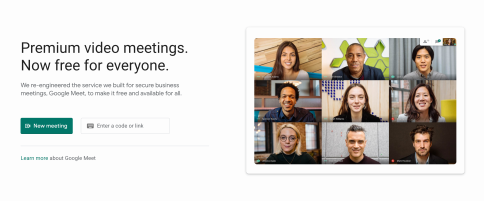 Premium video meetings.
Now free for everyone.
We re-engineered the service we built for secure business
meetings, Google Meet, to make it free and available for all.
New meeting
Enter a code or link
Learn more about Google Meet